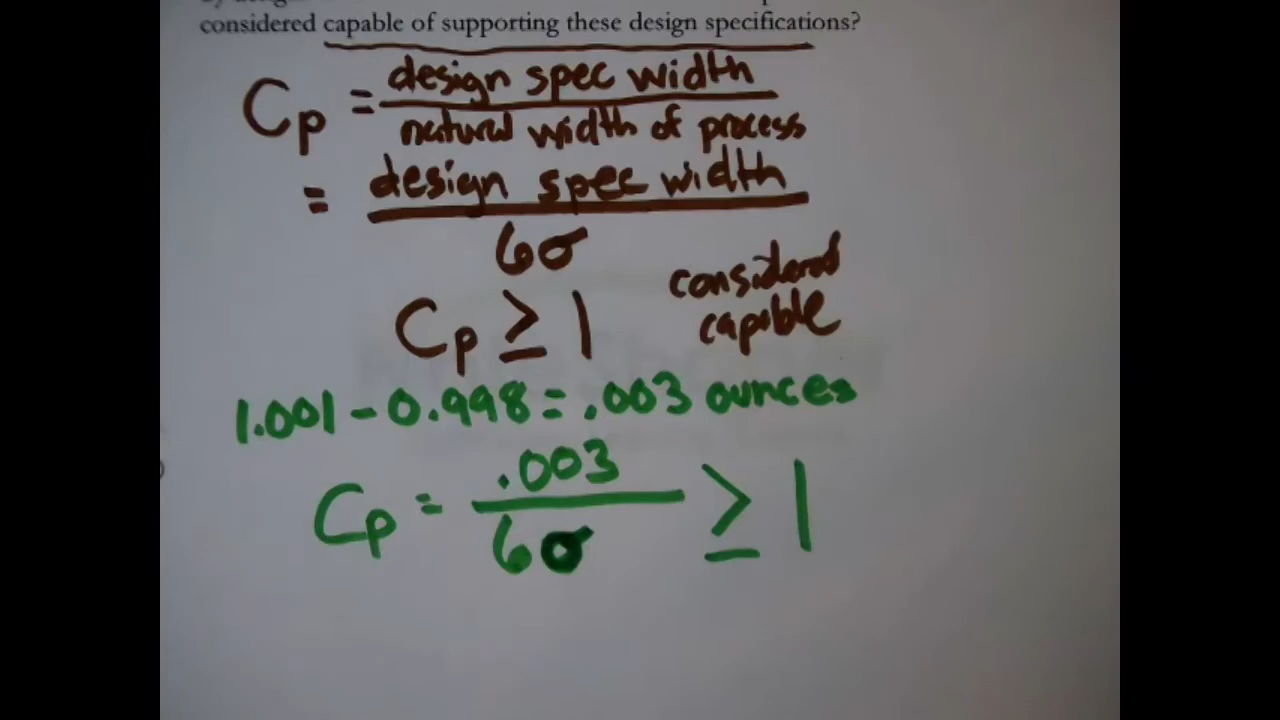 considered capable of supporting these design specifications?
Cp = design spec width
natural width of process
= design spec width
6σ
Cp ≥ 1 considered capable
1.001 - 0.998 = .003 ounces
Cp = .003
6σ ≥ 1